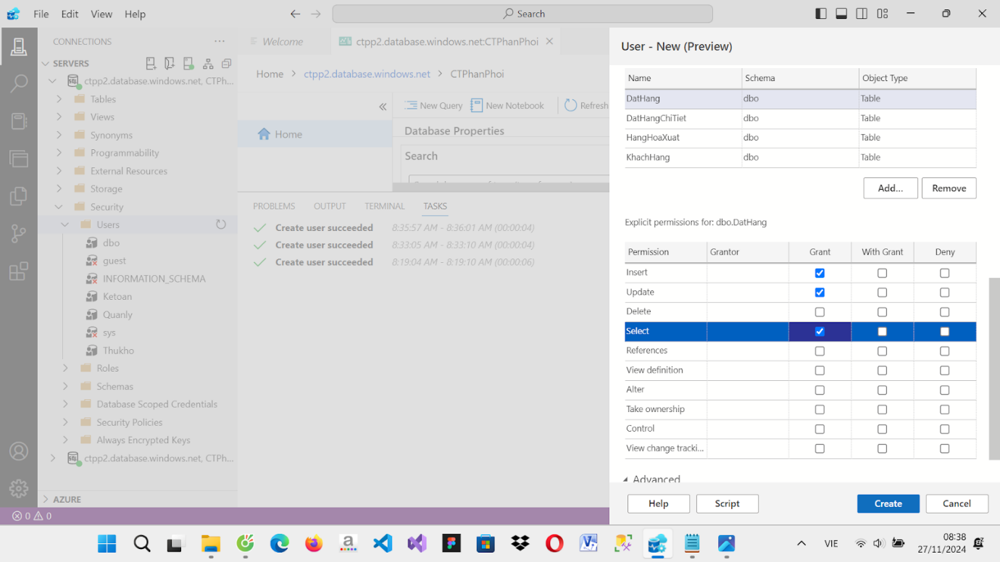 File Edit View Help Search
CONNECTIONS
SERVERS
ctpp2.database.windows.net, CTPh...
Tables
Views
Synonyms
Programmability
External Resources
Storage
Security
Users
dbo
guest
INFORMATION_SCHEMA
Ketoan
Quanly
sys
Thukho
Roles
Schemas
Database Scoped Credentials
Security Policies
Always Encrypted Keys
ctpp2.database.windows.net, CTPh...
AZURE
0 0
Welcome ctpp2.database.windows.net:CTPhanPhoi
Home > ctpp2.database.windows.net > CTPhanPhoi
New Query New Notebook Refresh
Home
Database Properties
Search
PROBLEMS OUTPUT TERMINAL TASKS
Create user succeeded 8:35:57 AM - 8:36:01 AM (00:00:04)
Create user succeeded 8:33:05 AM - 8:33:10 AM (00:00:04)
Create user succeeded 8:19:04 AM - 8:19:10 AM (00:00:06)
User - New (Preview)
Name Schema Object Type
DatHang dbo Table
DatHangChiTiet dbo Table
HangHoaXuat dbo Table
KhachHang dbo Table
Add... Remove
Explicit permissions for: dbo.DatHang
Permission Grantor Grant With Grant Deny
Insert
Update
Delete
Select
References
View definition
Alter
Take ownership
Control
View change tracki...
Advanced
Help Script Create Cancel
VIE 08:38
27/11/2024